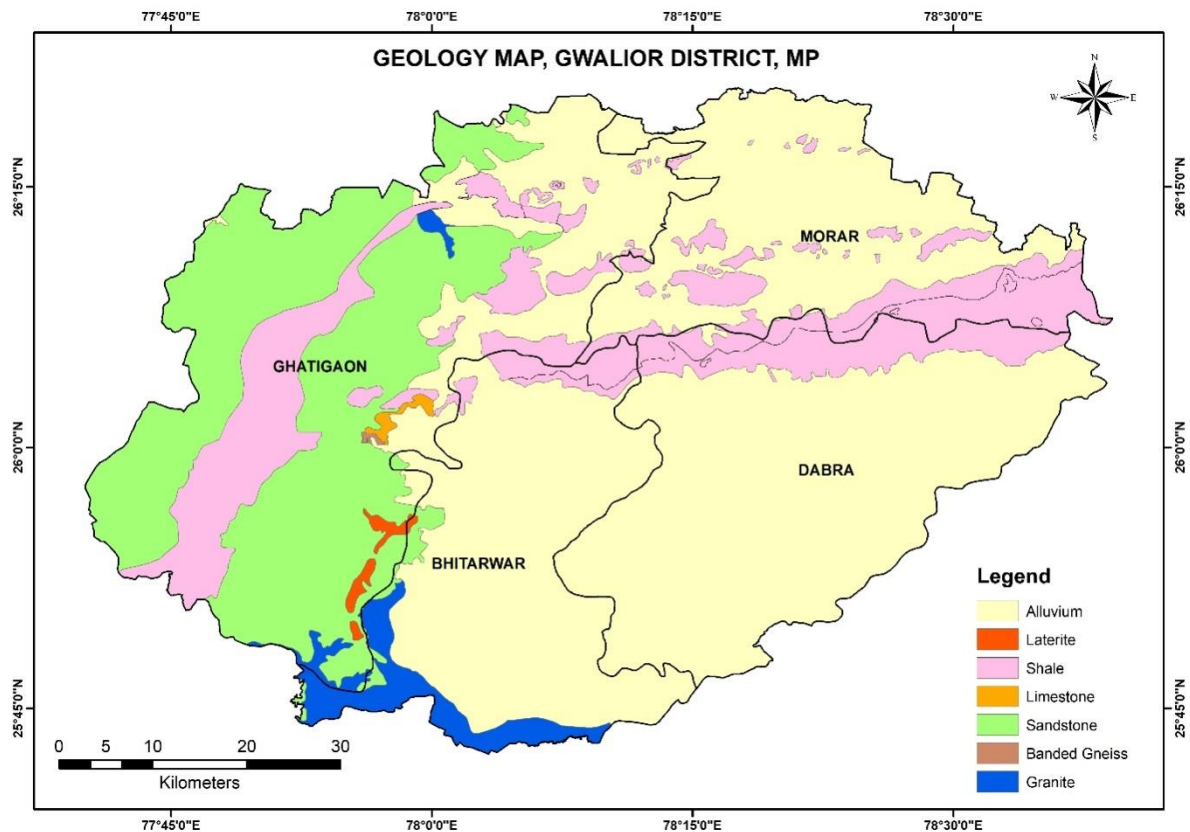 77°45'0"E 78°0'0"E 78°15'0"E 78°30'0"E
GEOLOGY MAP, GWALIOR DISTRICT, MP
N
W E
S
26°15'0"N 26°15'0"N
MORAR
GHATIGAON
26°0'0"N 26°0'0"N
DABRA
BHITARWAR
Legend
Alluvium
Laterite
Shale
Limestone
Sandstone
Banded Gneiss
Granite
25°45'0"N 25°45'0"N
0 5 10 20 30
Kilometers
77°45'0"E 78°0'0"E 78°15'0"E 78°30'0"E